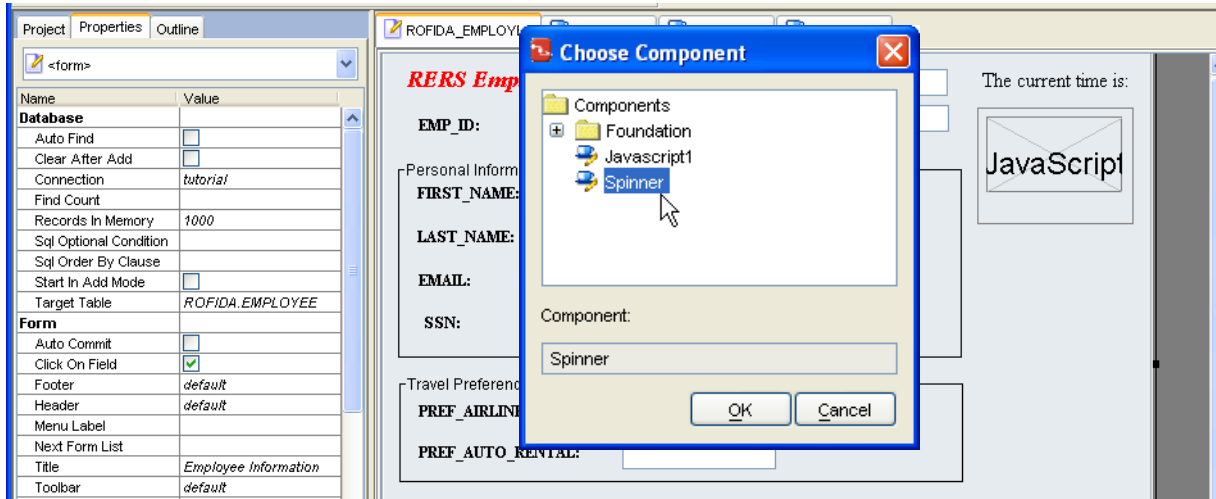 Project Properties Outline
<form>
Name Value
Database
Auto Find
Clear After Add
Connection tutorial
Find Count
Records In Memory 1000
Sql Optional Condition
Sql Order By Clause
Start In Add Mode
Target Table ROFIDA.EMPLOYEE
Form
Auto Commit
Click On Field
Footer default
Header default
Menu Label
Next Form List
Title Employee Information
Toolbar default
ROFIDA_EMPLOY
RERS Emp
EMP_ID:
Personal Inform
FIRST_NAME:
LAST_NAME:
EMAIL:
SSN:
Travel Preferenc
PREF_AIRLINE
PREF_AUTO_RENTAL:
Choose Component
Components
Foundation
Javascript1
Spinner
Component:
Spinner
OK Cancel
The current time is:
JavaScript